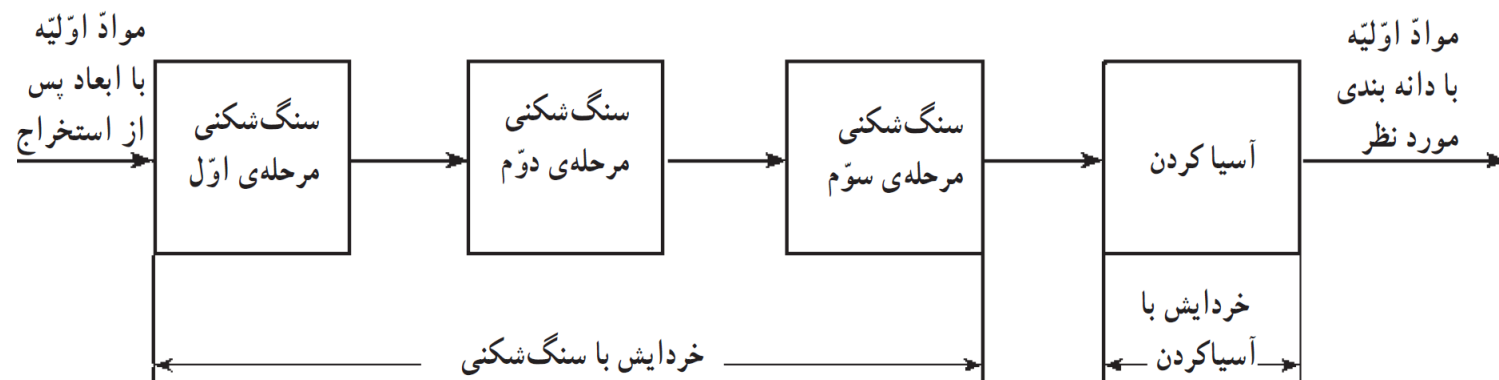 موادّ اوّلیّه
با ابعاد پس
از استخراج
سنگ‌شکنی
مرحله‌ی اوّل
سنگ‌شکنی
مرحله‌ی دوّم
سنگ‌شکنی
مرحله‌ی سوّم
آسیا کردن
موادّ اوّلیّه
با دانه بندی
مورد نظر
خردایش با سنگ‌شکنی
خردایش با
آسیاکردن